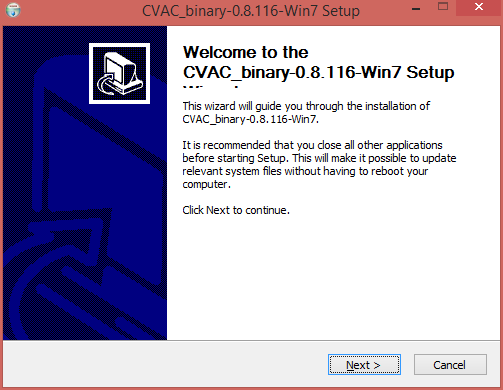 CVAC_binary-0.8.116-Win7 Setup
Welcome to the
CVAC_binary-0.8.116-Win7 Setup
This wizard will guide you through the installation of
CVAC_binary-0.8.116-Win7.
It is recommended that you close all other applications
before starting Setup. This will make it possible to update
relevant system files without having to reboot your
computer.
Click Next to continue.
Next >
Cancel